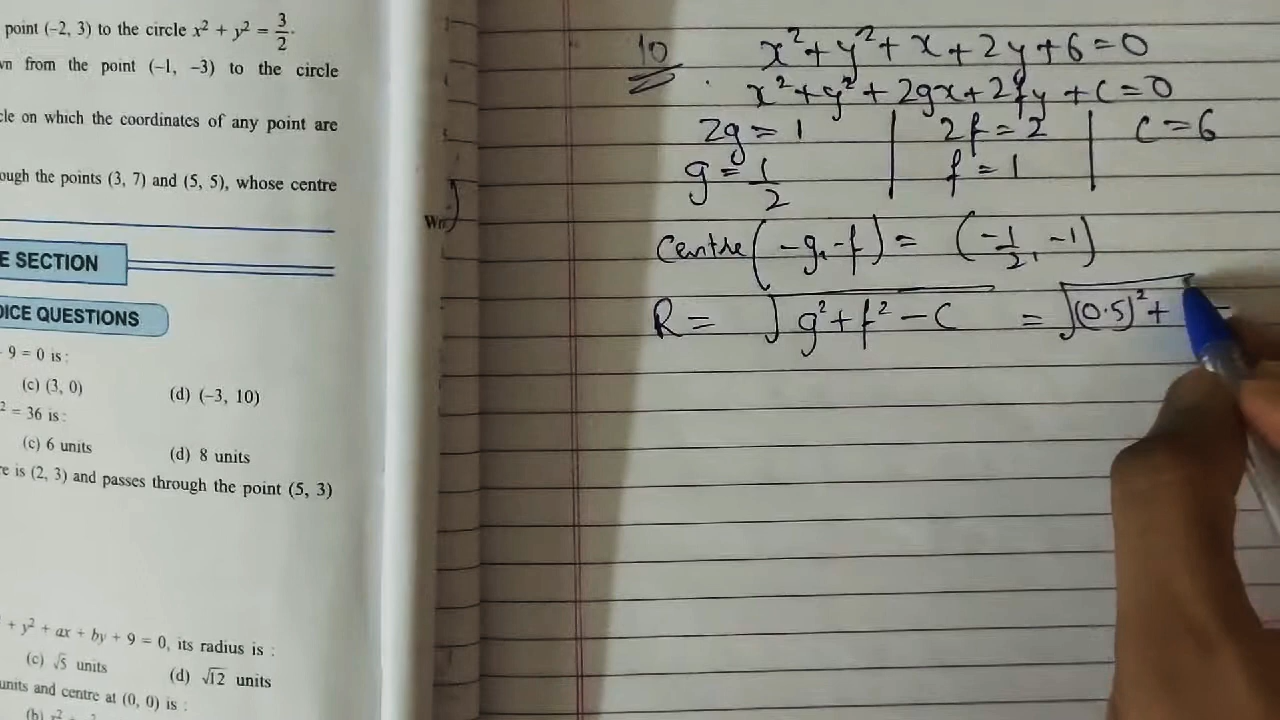 point (-2, 3) to the circle x² + y² = 3/2.
from the point (-1, -3) to the circle
on which the coordinates of any point are
the points (3, 7) and (5, 5), whose centre
SECTION
QUESTIONS
9 = 0 is :
(c) (3, 0) (d) (-3, 10)
² = 36 is :
(c) 6 units (d) 8 units
is (2, 3) and passes through the point (5, 3)
+ y² + ax + by + 9 = 0, its radius is :
(c) √5 units (d) √12 units
units and centre at (0, 0) is :
(b)
10 x² + y² + x + 2y + 6 = 0
x² + y² + 2gx + 2fy + c = 0
2g = 1 | 2f = 2 | c = 6
g = 1/2 | f = 1 |
Centre (-g, -f) = (-1/2, -1)
R = √(g² + f² - c) = √((0.5)² +